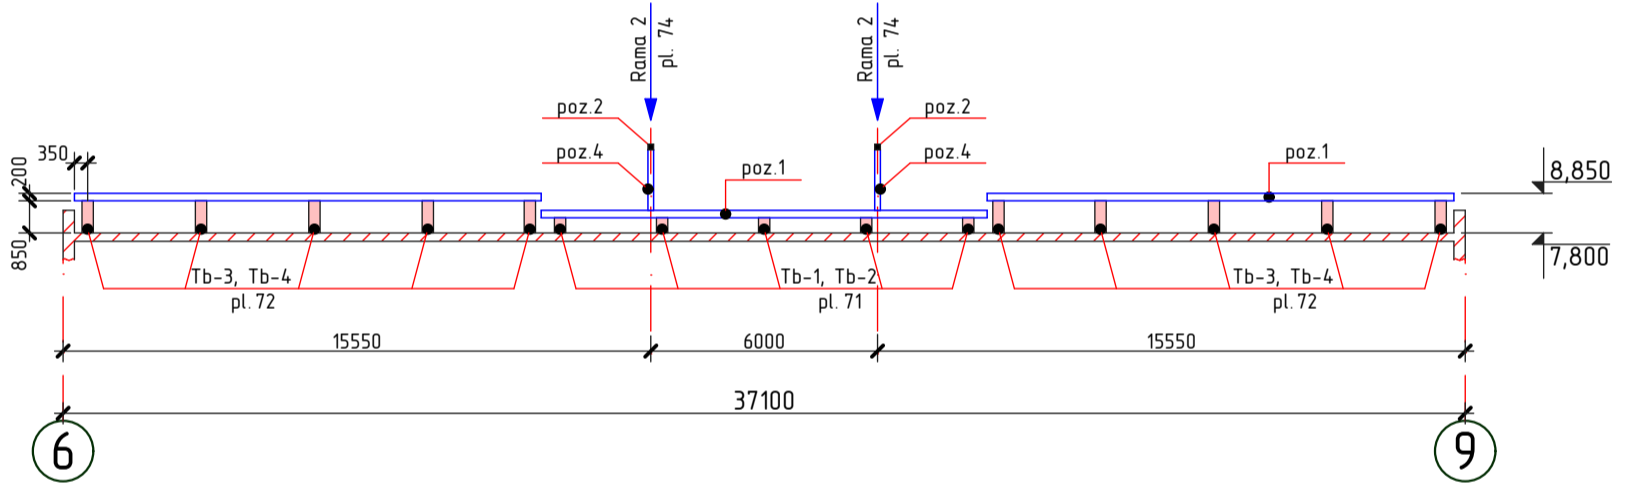 Rama 2
pl. 74
Rama 2
pl. 74
poz.2
poz.2
poz.4
poz.4
poz.1
poz.1
350
200
850
8,850
7,800
Tb-3, Tb-4
pl. 72
Tb-1, Tb-2
pl. 71
Tb-3, Tb-4
pl. 72
15550
6000
15550
37100
6
9